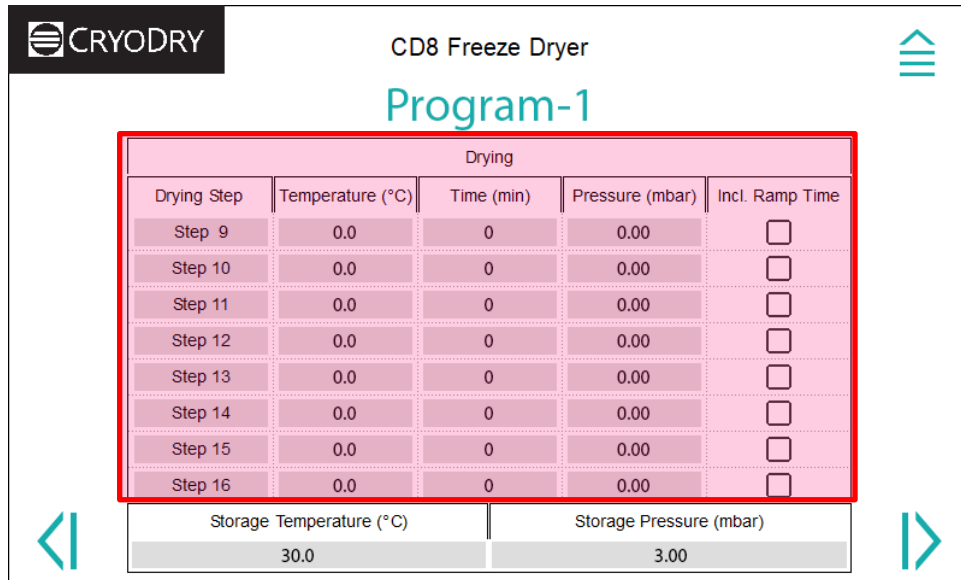 CRYODRY
CD8 Freeze Dryer
Program-1
Drying
Drying Step Temperature (°C) Time (min) Pressure (mbar) Incl. Ramp Time
Step 9 0.0 0 0.00
Step 10 0.0 0 0.00
Step 11 0.0 0 0.00
Step 12 0.0 0 0.00
Step 13 0.0 0 0.00
Step 14 0.0 0 0.00
Step 15 0.0 0 0.00
Step 16 0.0 0 0.00
Storage Temperature (°C) Storage Pressure (mbar)
30.0 3.00